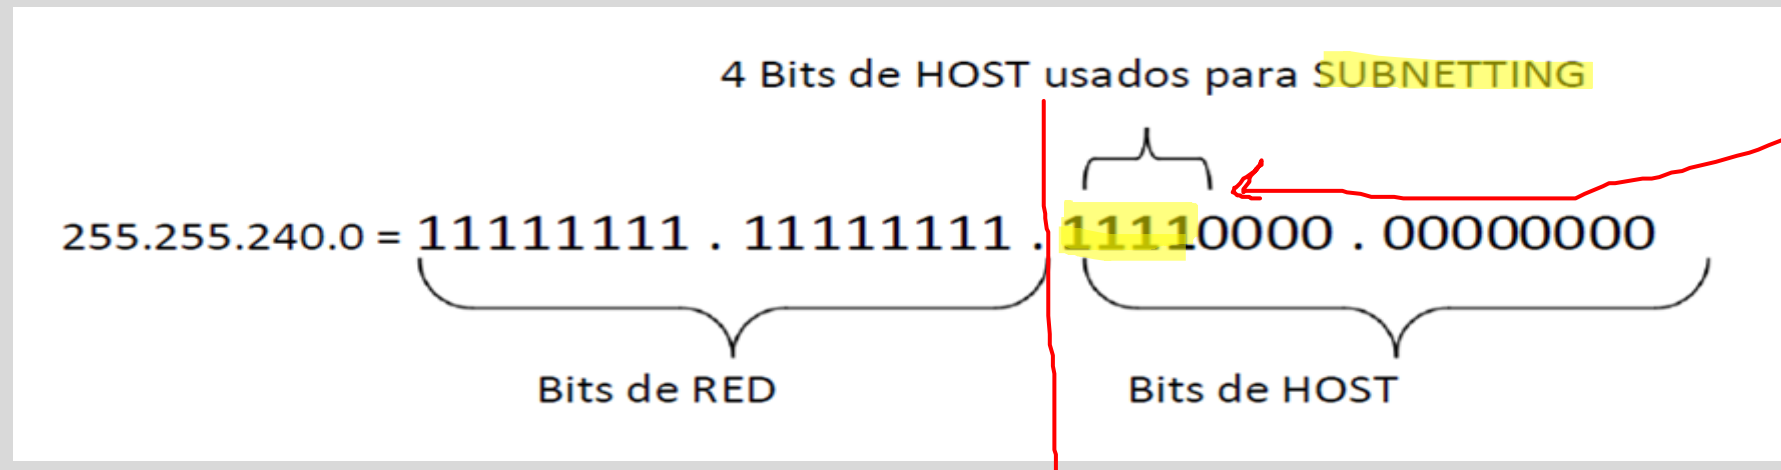 4 Bits de HOST usados para SUBNETTING
255.255.240.0 = 11111111 . 11111111 . 11110000 . 00000000
Bits de RED Bits de HOST